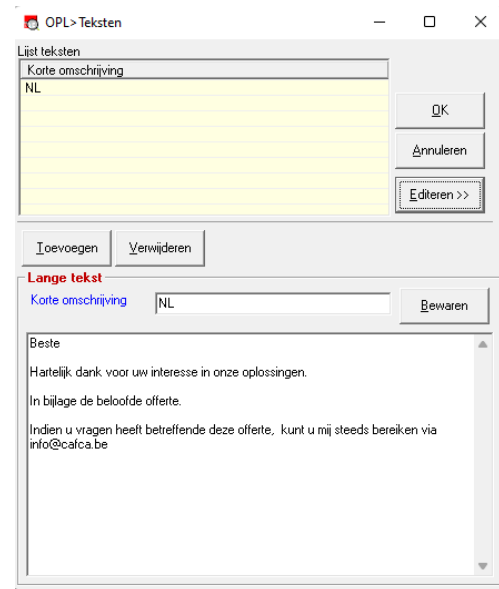 OPL> Teksten
Lijst teksten
Korte omschrijving
NL
OK
Annuleren
Editeren >>
Toevoegen
Verwijderen
Lange tekst
Korte omschrijving
NL
Bewaren
Beste
Hartelijk dank voor uw interesse in onze oplossingen.
In bijlage de beloofde offerte.
Indien u vragen heeft betreffende deze offerte, kunt u mij steeds bereiken via
info@cafca.be